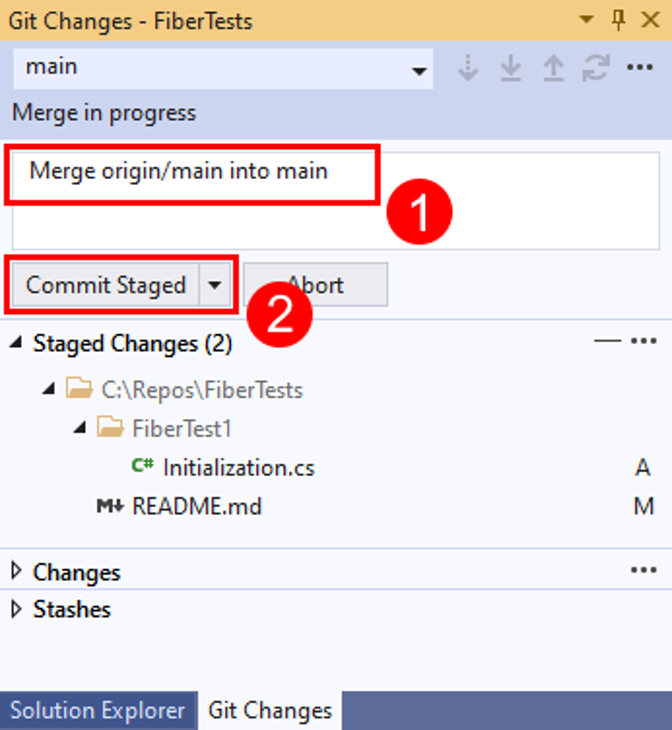 Git Changes - FiberTests
main
Merge in progress
Merge origin/main into main
1
Commit Staged
Abort
2
Staged Changes (2)
C:\Repos\FiberTests
FiberTest1
C# Initialization.cs A
M README.md M
Changes
Stashes
Solution Explorer Git Changes